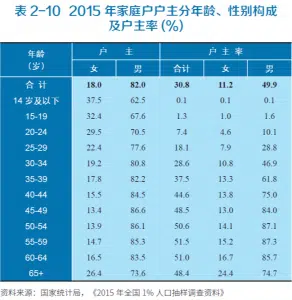 表 2-10 2015 年家庭户户主分年龄、性别构成
及户主率(%)
年龄 户 主 户 主 率
(岁) 女 男 合计 女 男
合 计 18.0 82.0 30.8 11.2 49.9
14 岁及以下 37.5 62.5 0.1 0.1 0.1
15-19 32.4 67.6 1.3 1.0 1.6
20-24 29.5 70.5 7.4 4.6 10.1
25-29 22.4 77.6 18.1 7.9 28.8
30-34 19.2 80.8 28.6 10.8 46.9
35-39 17.8 82.2 37.5 13.3 61.8
40-44 15.5 84.5 44.6 13.8 75.0
45-49 13.4 86.6 48.5 13.0 84.0
50-54 13.9 86.1 50.6 14.1 87.1
55-59 14.7 85.3 51.5 15.2 87.3
60-64 16.5 83.5 51.0 16.7 85.7
65+ 26.4 73.6 48.4 24.4 74.7
资料来源:国家统计局,《2015 年全国 1% 人口抽样调查资料》